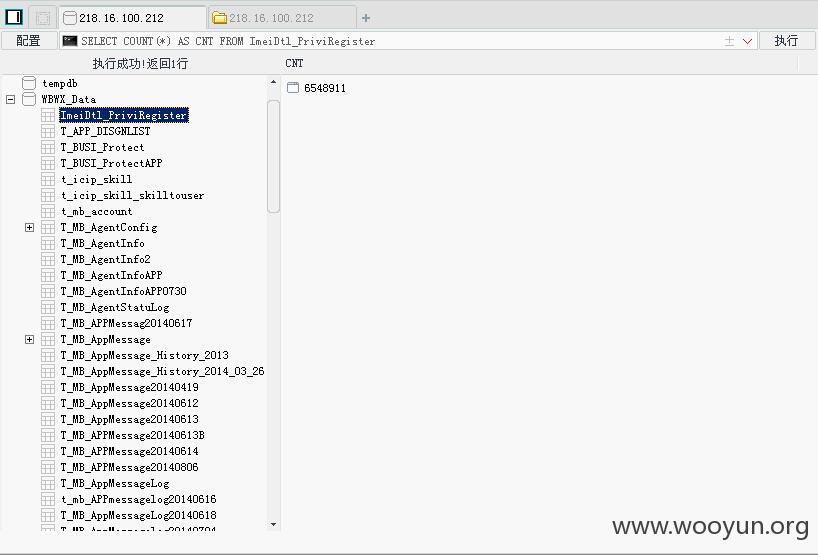 218.16.100.212
218.16.100.212
配置
SELECT COUNT(*) AS CNT FROM ImeiDtl_PriviRegister
执行
执行成功!返回1行
CNT
6548911
tempdb
WBWX_Data
ImeiDtl_PriviRegister
T_APP_DISGNLIST
T_BUSI_Protect
T_BUSI_ProtectAPP
t_icip_skill
t_icip_skill_skilltouser
t_mb_account
T_MB_AgentConfig
T_MB_AgentInfo
T_MB_AgentInfo2
T_MB_AgentInfoAPP
T_MB_AgentInfoAPP0730
T_MB_AgentStatuLog
T_MB_APPMessag20140617
T_MB_AppMessage
T_MB_AppMessage_History_2013
T_MB_AppMessage_History_2014_03_26
T_MB_AppMessage20140419
T_MB_APPMessage20140612
T_MB_APPMessage20140613
T_MB_APPMessage20140613B
T_MB_APPMessage20140614
T_MB_APPMessage20140806
T_MB_AppMessageLog
t_mb_APPmessagelog20140616
T_MB_AppMessageLog20140618
T_MB_AppMessagelog20140704
www.wooyun.org